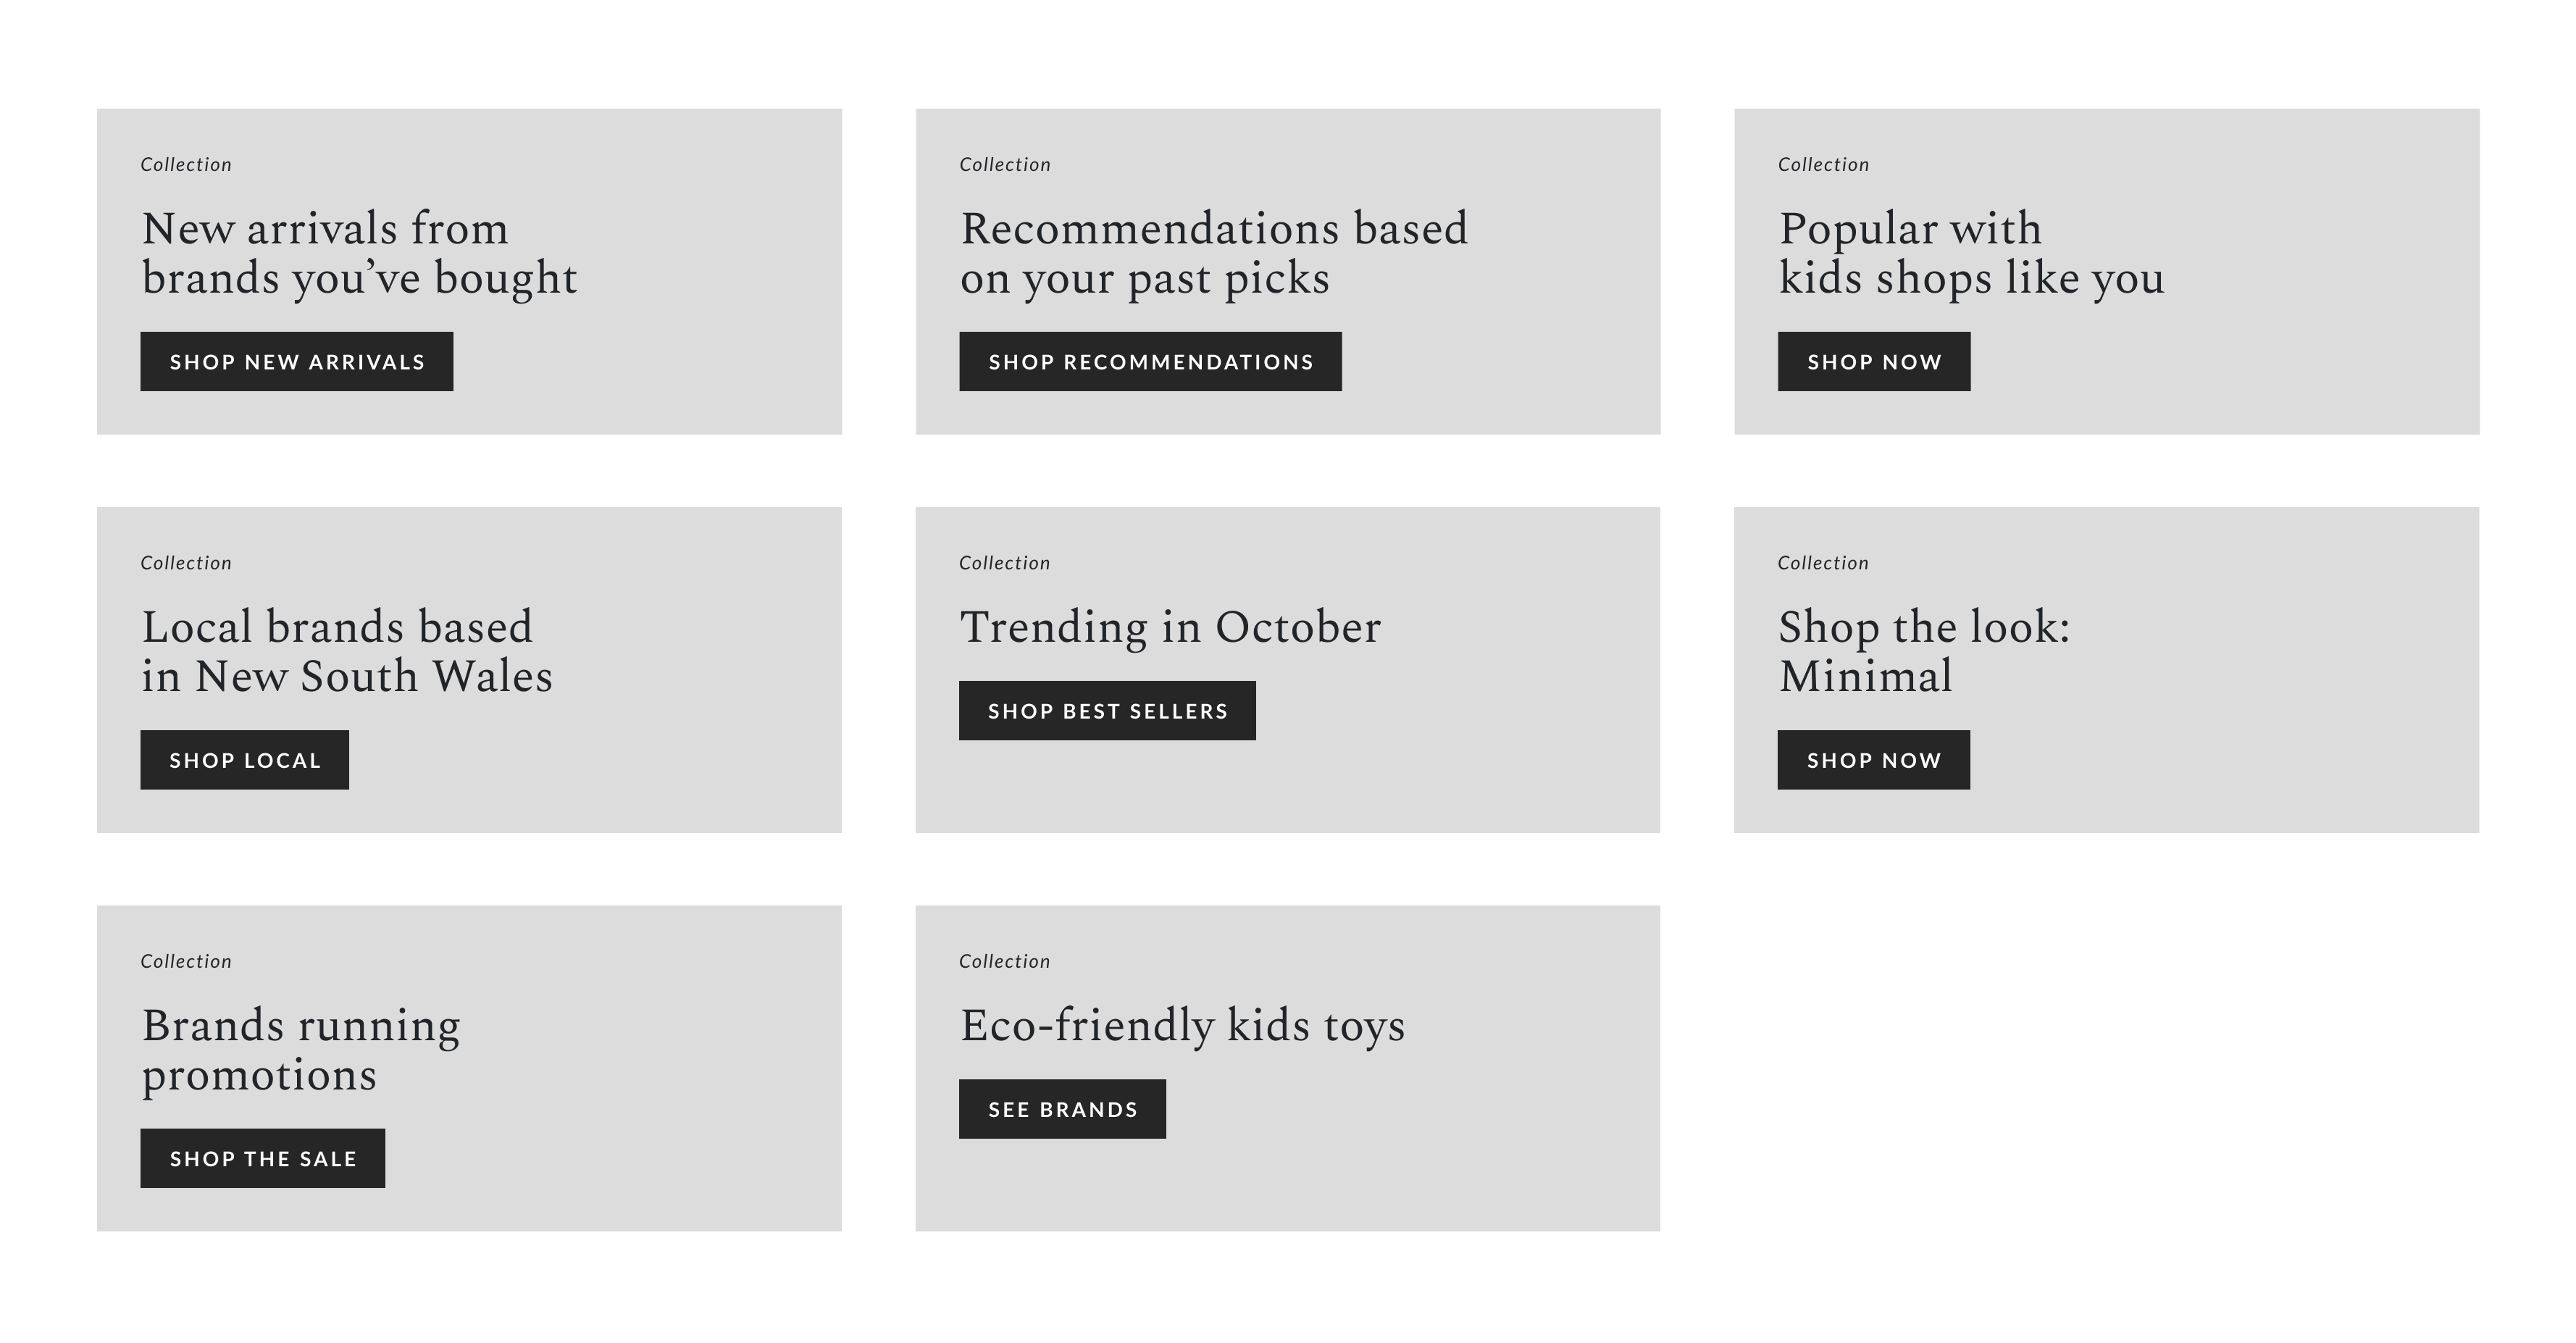 Collection
New arrivals from
brands you’ve bought
SHOP NEW ARRIVALS
Collection
Recommendations based
on your past picks
SHOP RECOMMENDATIONS
Collection
Popular with
kids shops like you
SHOP NOW
Collection
Local brands based
in New South Wales
SHOP LOCAL
Collection
Trending in October
SHOP BEST SELLERS
Collection
Shop the look:
Minimal
SHOP NOW
Collection
Brands running
promotions
SHOP THE SALE
Collection
Eco-friendly kids toys
SEE BRANDS